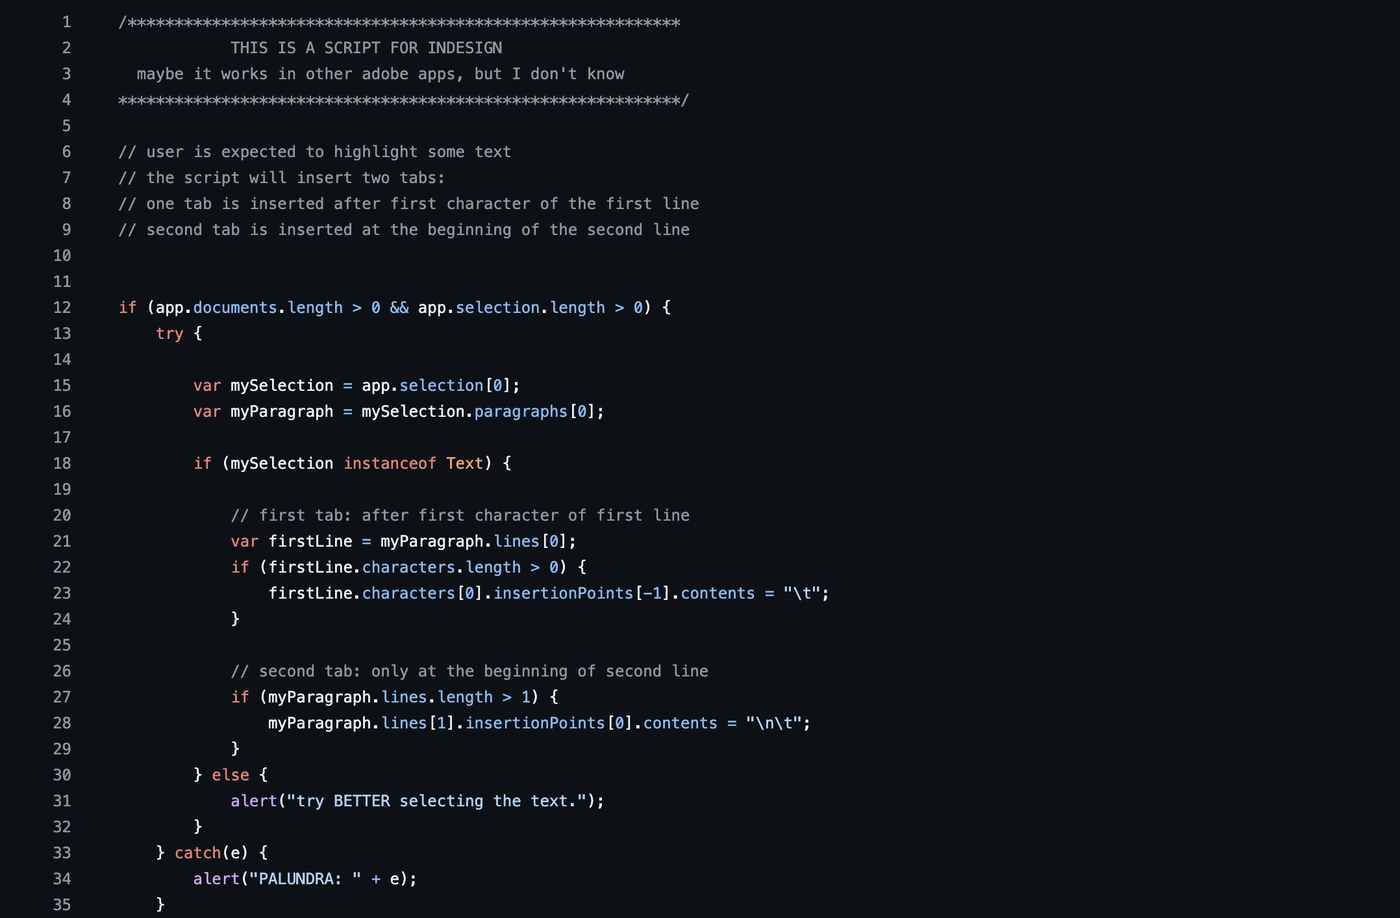 1 /***********************************************************
2 THIS IS A SCRIPT FOR INDESIGN
3 maybe it works in other adobe apps, but I don't know
4 ************************************************************/
5
6 // user is expected to highlight some text
7 // the script will insert two tabs:
8 // one tab is inserted after first character of the first line
9 // second tab is inserted at the beginning of the second line
10
11
12 if (app.documents.length > 0 && app.selection.length > 0) {
13     try {
14
15         var mySelection = app.selection[0];
16         var myParagraph = mySelection.paragraphs[0];
17
18         if (mySelection instanceof Text) {
19
20             // first tab: after first character of first line
21             var firstLine = myParagraph.lines[0];
22             if (firstLine.characters.length > 0) {
23                 firstLine.characters[0].insertionPoints[-1].contents = "\t";
24             }
25
26             // second tab: only at the beginning of second line
27             if (myParagraph.lines.length > 1) {
28                 myParagraph.lines[1].insertionPoints[0].contents = "\n\t";
29             }
30         } else {
31             alert("try BETTER selecting the text.");
32         }
33     } catch(e) {
34         alert("PALUNDRA: " + e);
35     }